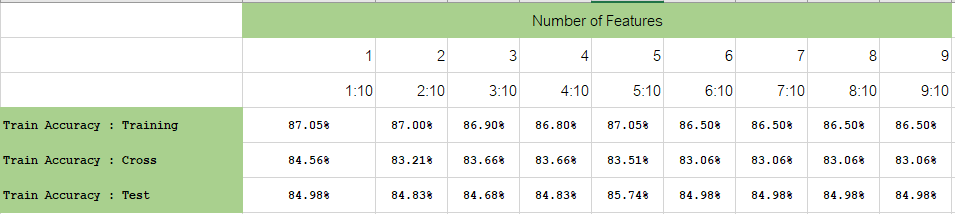 Number of Features
1 2 3 4 5 6 7 8 9
1:10 2:10 3:10 4:10 5:10 6:10 7:10 8:10 9:10
Train Accuracy : Training 87.05% 87.00% 86.90% 86.80% 87.05% 86.50% 86.50% 86.50% 86.50%
Train Accuracy : Cross 84.56% 83.21% 83.66% 83.66% 83.51% 83.06% 83.06% 83.06% 83.06%
Train Accuracy : Test 84.98% 84.83% 84.68% 84.83% 85.74% 84.98% 84.98% 84.98% 84.98%